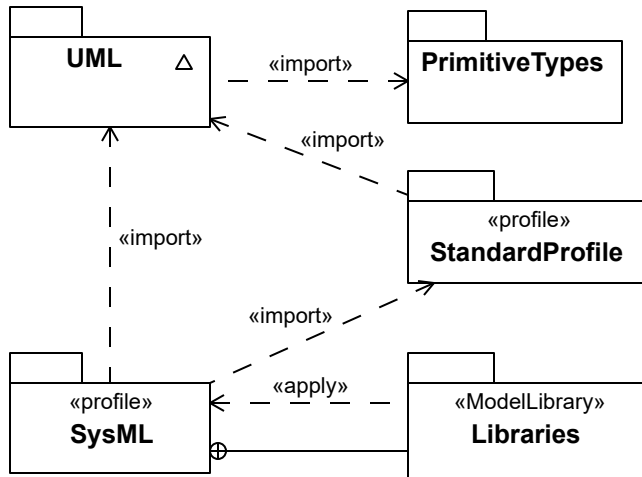 UML
«import»
PrimitiveTypes
«import»
«import»
«profile»
StandardProfile
«import»
«profile»
SysML
«apply»
«ModelLibrary»
Libraries